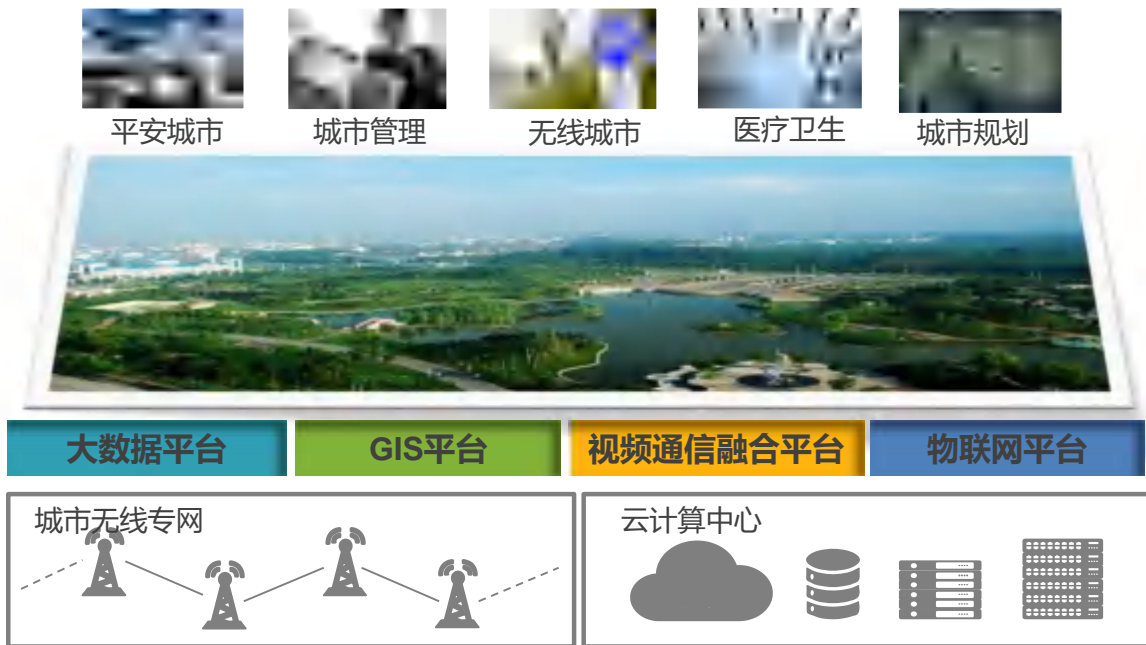 平安城市
城市管理
无线城市
医疗卫生
城市规划
大数据平台
GIS平台
视频通信融合平台
物联网平台
城市无线专网
云计算中心